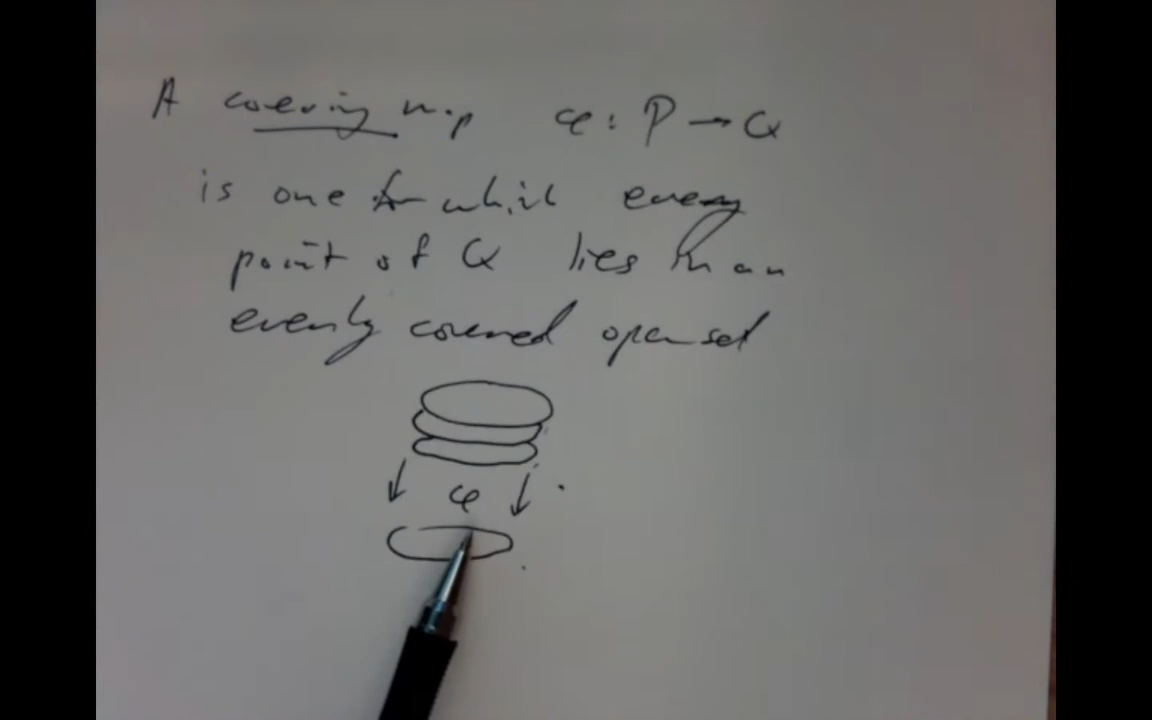 A covering map φ: P → Q
is one for which every
point of Q lies in an
evenly covered open set
φ